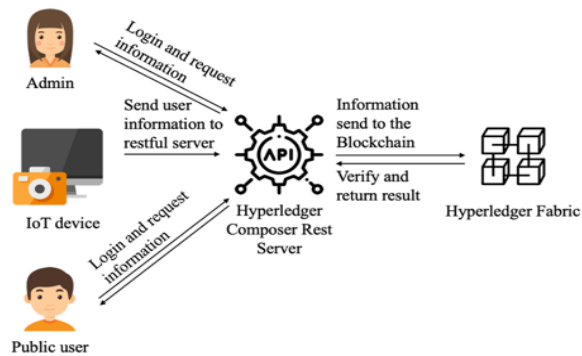 Login and request
information
Admin
Send user
information to
restful server
IoT device
Login and request
information
Public user
API
Hyperledger
Composer Rest
Server
Information
send to the
Blockchain
Verify and
return result
Hyperledger Fabric